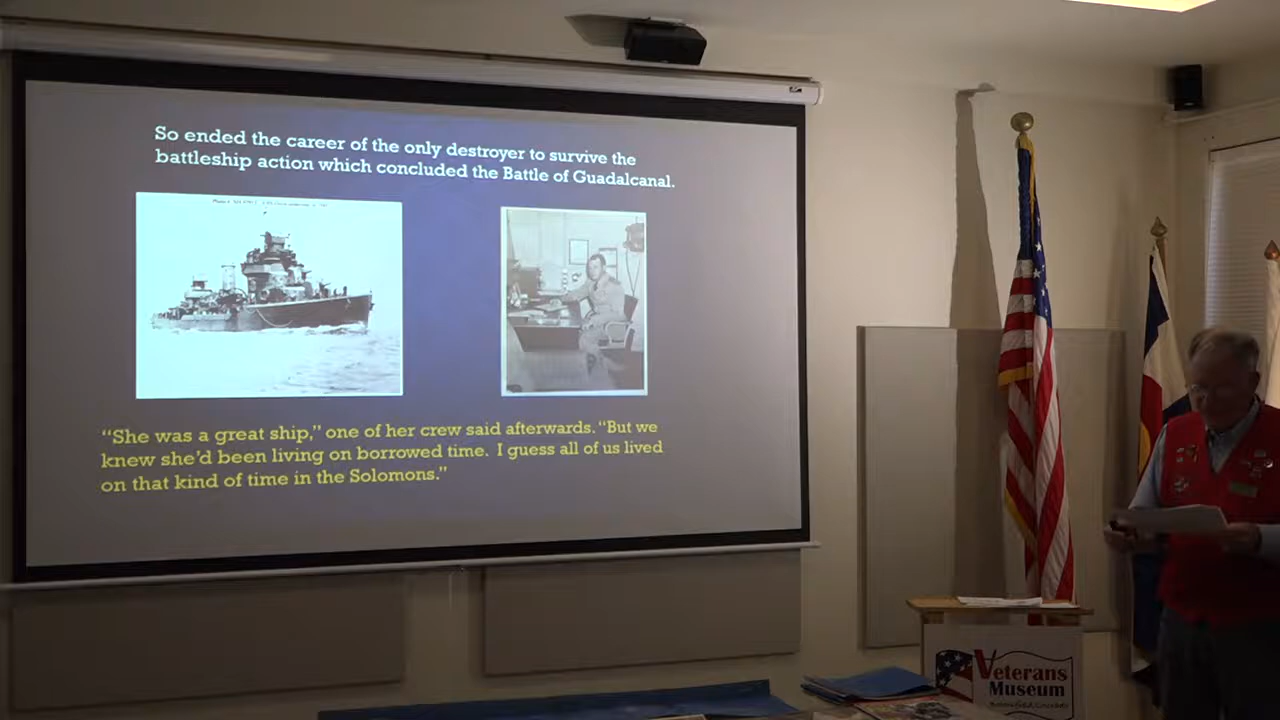 So ended the career of the only destroyer to survive the
battleship action which concluded the Battle of Guadalcanal.
“She was a great ship,” one of her crew said afterwards. “But we
knew she’d been living on borrowed time. I guess all of us lived
on that kind of time in the Solomons.”
Veterans
Museum